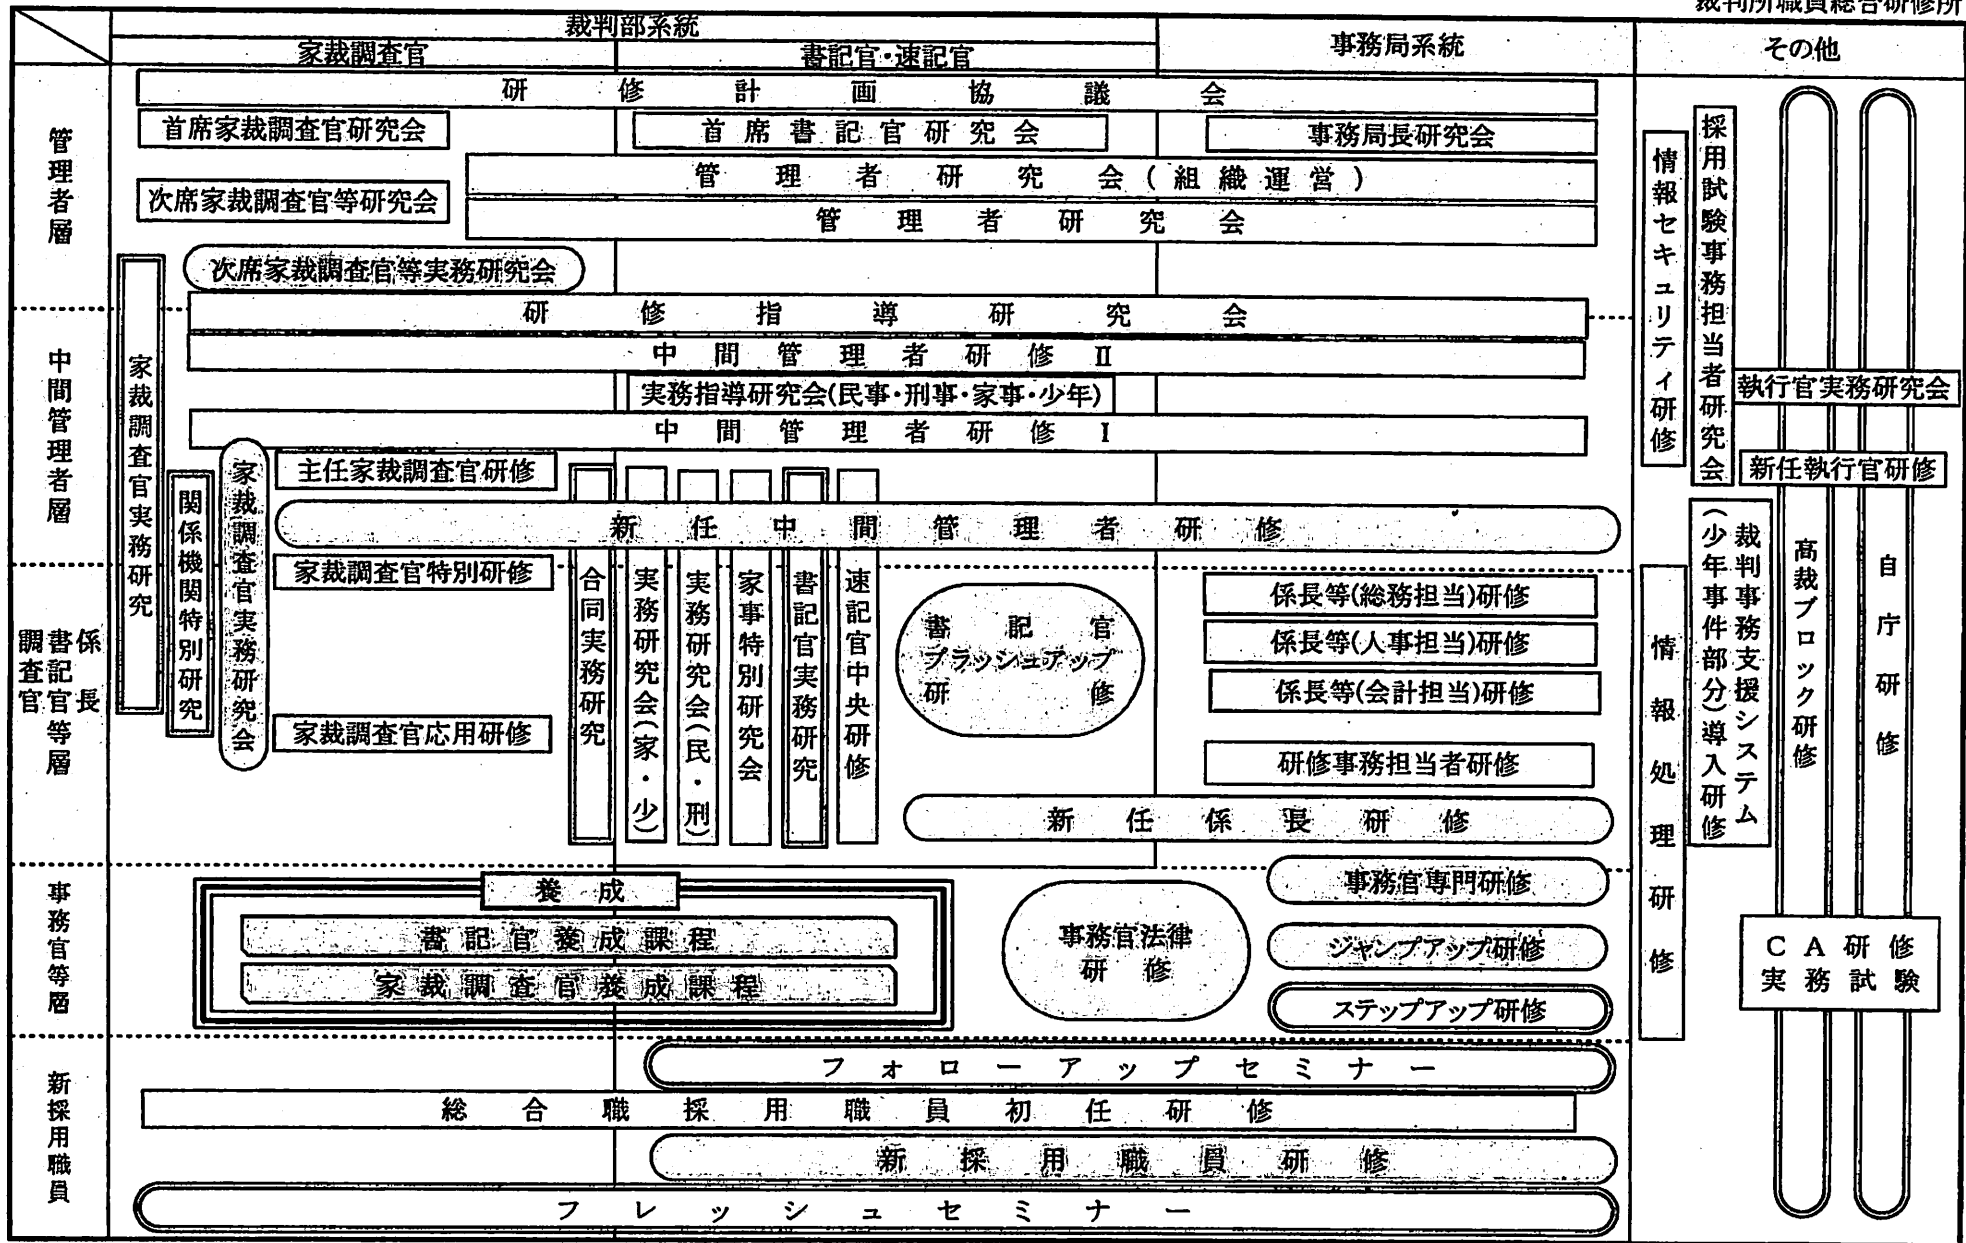 裁判所職員総合研修所
裁判部系統
事務局系統
その他
家裁調査官
書記官・速記官
管理者層
研修計画協議会
首席家裁調査官研究会
首席書記官研究会
事務局長研究会
管理者研究会(組織運営)
次席家裁調査官等研究会
管理者研究会
次席家裁調査官等実務研究会
中間管理者層
研修指導研究会
中間管理者研修Ⅱ
実務指導研究会(民事・刑事・家事・少年)
中間管理者研修Ⅰ
主任家裁調査官研修
新任中間管理者研修
家裁調査官実務研究
関係機関特別研究
家裁調査官実務研究会
係長
書記官等層
調査官
家裁調査官特別研修
家裁調査官応用研修
合同実務研究
実務研究会(家・少)
実務研究会(民・刑)
家事特別研究会
書記官実務研究
速記官中央研修
書記官
ブラッシュアップ
研修
係長等(総務担当)研修
係長等(人事担当)研修
係長等(会計担当)研修
研修事務担当者研修
新任係長研修
事務官等層
養成
書記官養成課程
家裁調査官養成課程
事務官法律
研修
事務官専門研修
ジャンプアップ研修
ステップアップ研修
新採用職員
フォローアップセミナー
総合職採用職員初任研修
新採用職員研修
フレッシュセミナー
情報セキュリティ研修
採用試験事務担当者研究会
執行官実務研究会
新任執行官研修
情報処理研修
裁判事務支援システム
(少年事件部分)導入研修
高裁ブロック研修
自庁研修
CA研修
実務試験